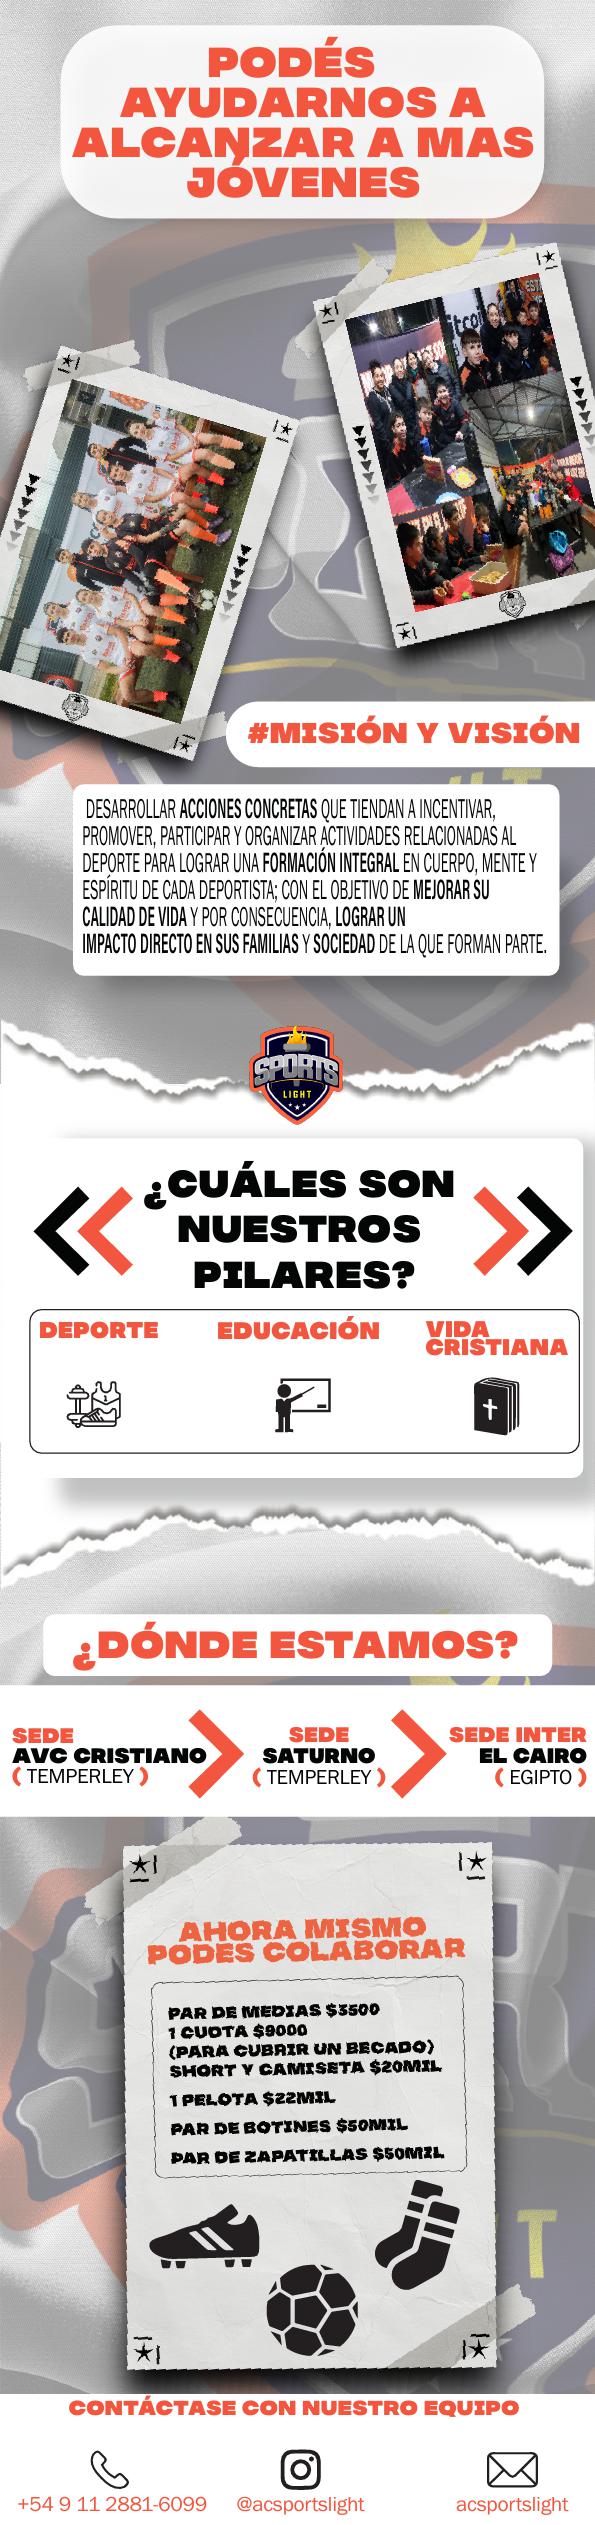 PODÉS
AYUDARNOS A
ALCANZAR A MAS
JÓVENES
#MISIÓN Y VISIÓN
DESARROLLAR ACCIONES CONCRETAS QUE TIENDAN A INCENTIVAR,
PROMOVER, PARTICIPAR Y ORGANIZAR ACTIVIDADES RELACIONADAS AL
DEPORTE PARA LOGRAR UNA FORMACIÓN INTEGRAL EN CUERPO, MENTE Y
ESPÍRITU DE CADA DEPORTISTA; CON EL OBJETIVO DE MEJORAR SU
CALIDAD DE VIDA Y POR CONSECUENCIA, LOGRAR UN
IMPACTO DIRECTO EN SUS FAMILIAS Y SOCIEDAD DE LA QUE FORMAN PARTE.
SPORTS
LIGHT
¿CUÁLES SON
NUESTROS
PILARES?
DEPORTE
EDUCACIÓN
VIDA
CRISTIANA
¿DÓNDE ESTAMOS?
SEDE
AVC CRISTIANO
( TEMPERLEY )
SEDE
SATURNO
( TEMPERLEY )
SEDE INTER
EL CAIRO
( EGIPTO )
AHORA MISMO
PODES COLABORAR
PAR DE MEDIAS $3500
1 CUOTA $9000
(PARA CUBRIR UN BECADO)
SHORT Y CAMISETA $20MIL
1 PELOTA $22MIL
PAR DE BOTINES $50MIL
PAR DE ZAPATILLAS $50MIL
CONTÁCTASE CON NUESTRO EQUIPO
+54 9 11 2881-6099
@acsportslight
acsportslight